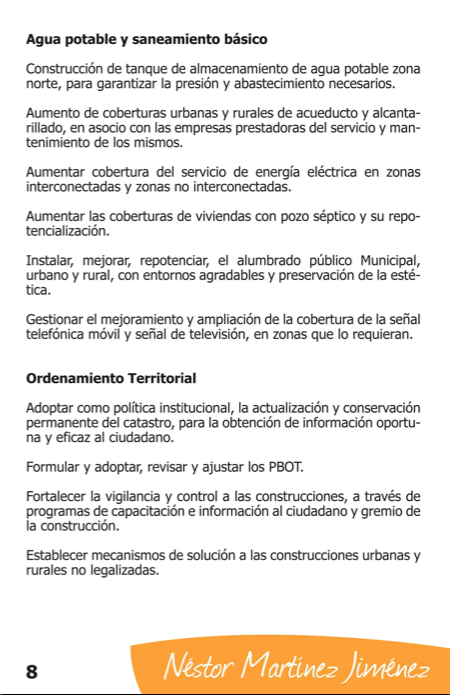 Agua potable y saneamiento básico
Construcción de tanque de almacenamiento de agua potable zona
norte, para garantizar la presión y abastecimiento necesarios.
Aumento de coberturas urbanas y rurales de acueducto y alcanta-
rillado, en asocio con las empresas prestadoras del servicio y man-
tenimiento de los mismos.
Aumentar cobertura del servicio de energía eléctrica en zonas
interconectadas y zonas no interconectadas.
Aumentar las coberturas de viviendas con pozo séptico y su repo-
tencialización.
Instalar, mejorar, repotenciar, el alumbrado público Municipal,
urbano y rural, con entornos agradables y preservación de la esté-
tica.
Gestionar el mejoramiento y ampliación de la cobertura de la señal
telefónica móvil y señal de televisión, en zonas que lo requieran.
Ordenamiento Territorial
Adoptar como política institucional, la actualización y conservación
permanente del catastro, para la obtención de información oportu-
na y eficaz al ciudadano.
Formular y adoptar, revisar y ajustar los PBOT.
Fortalecer la vigilancia y control a las construcciones, a través de
programas de capacitación e información al ciudadano y gremio de
la construcción.
Establecer mecanismos de solución a las construcciones urbanas y
rurales no legalizadas.
8
Néstor Martínez Jiménez